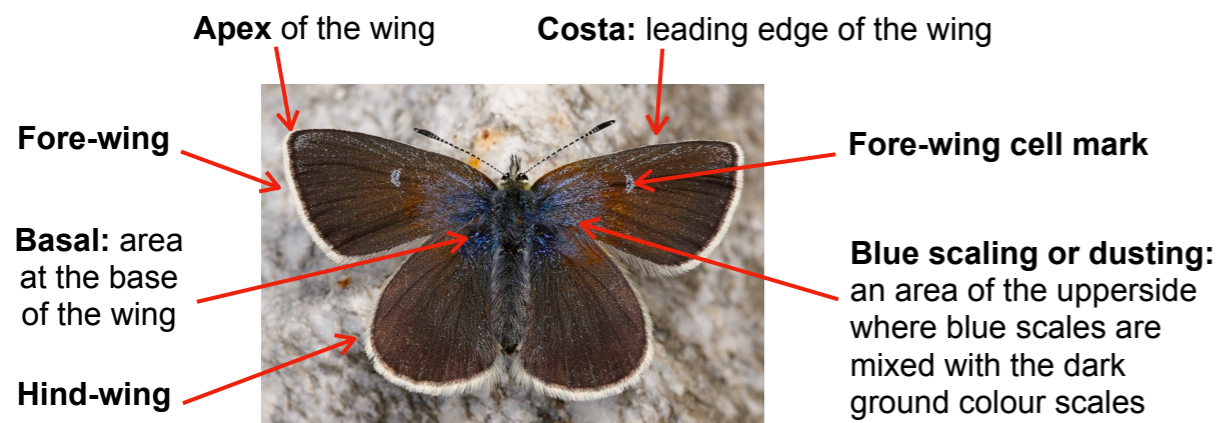 Apex of the wing
Costa: leading edge of the wing
Fore-wing
Fore-wing cell mark
Basal: area
at the base
of the wing
Blue scaling or dusting:
an area of the upperside
where blue scales are
mixed with the dark
ground colour scales
Hind-wing